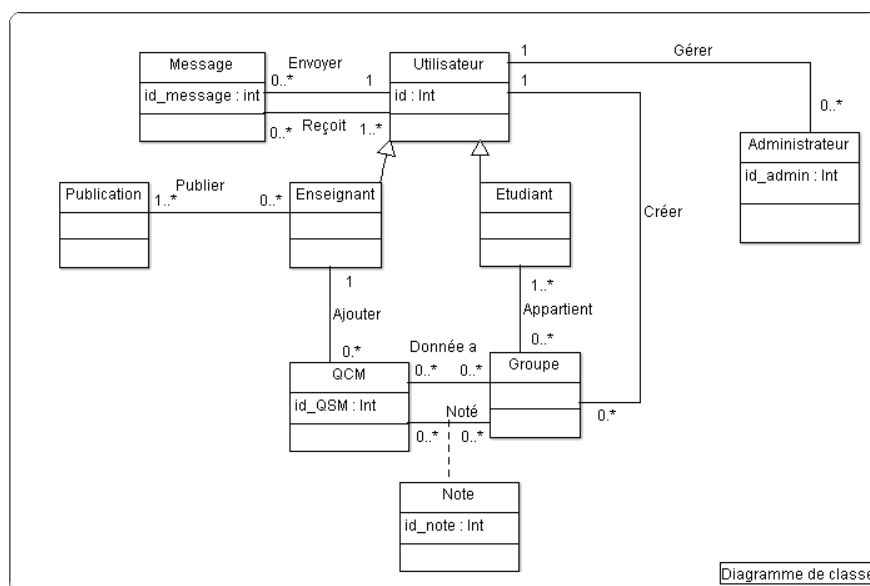 Message
id_message : int
Envoyer
0..*
1
Reçoit
0..*
1..*
Utilisateur
id : Int
1
1
Gérer
0..*
Administrateur
id_admin : Int
Publication
Publier
1..*
0..*
Enseignant
Etudiant
Créer
1
Ajouter
0.*
1..*
Appartient
0..*
Donnée a
0..*
0..*
QCM
id_QSM : Int
Groupe
0.*
Noté
0..*
0..*
Note
id_note : Int
Diagramme de classe